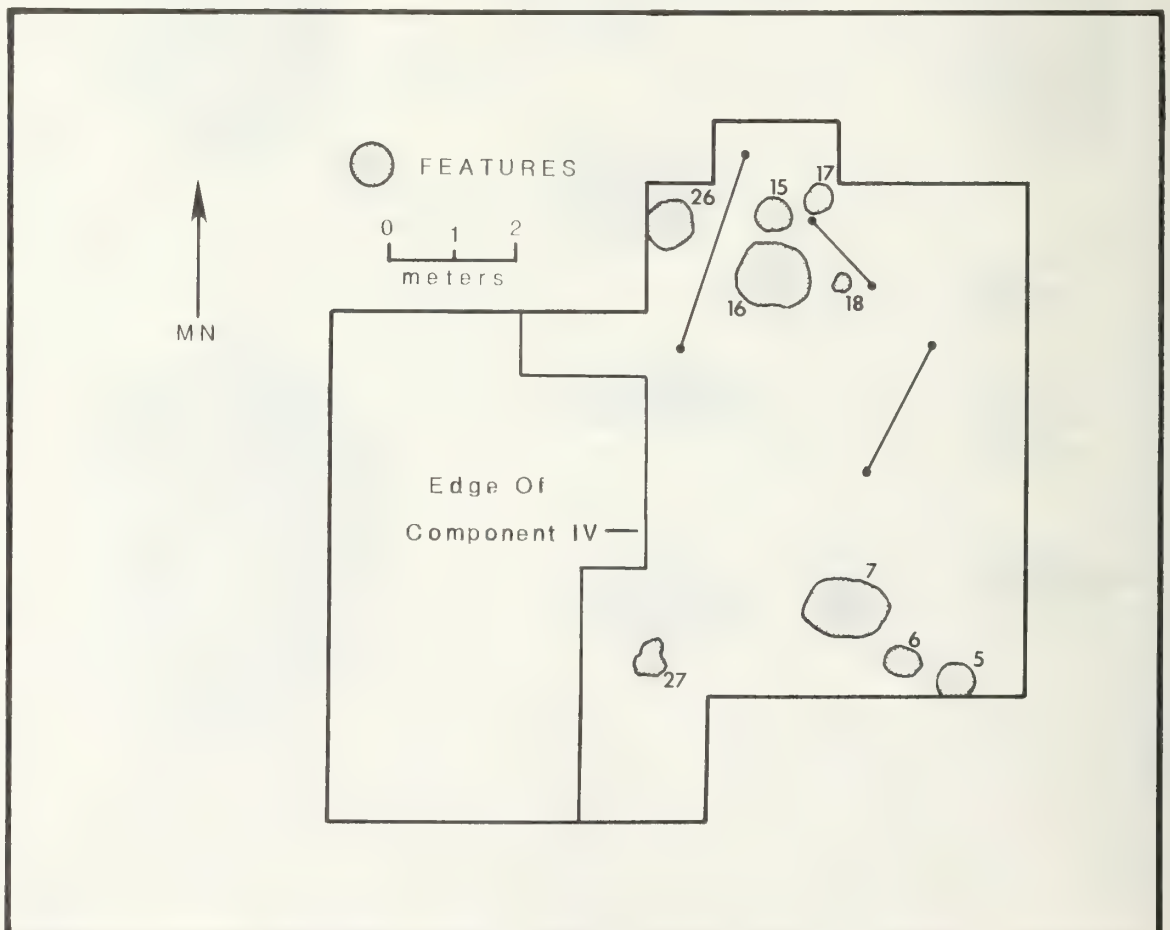 FEATURES
0 1 2
meters
MN
26
15
17
16
18
Edge Of
Component IV
7
6
5
27